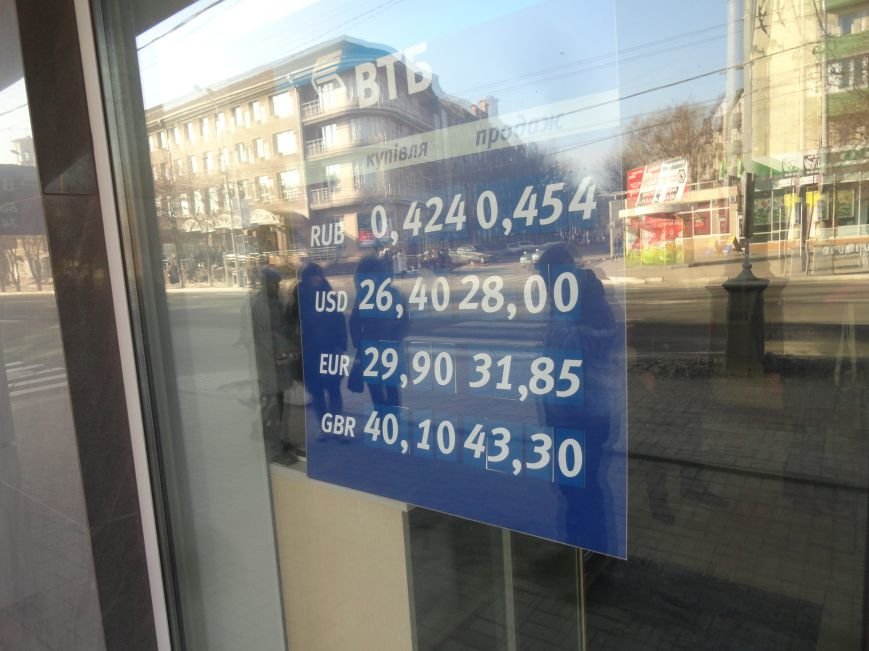 ВТБ
купівля продаж
RUB 0,424 0,454
USD 26,40 28,00
EUR 29,90 31,85
GBR 40,10 43,30